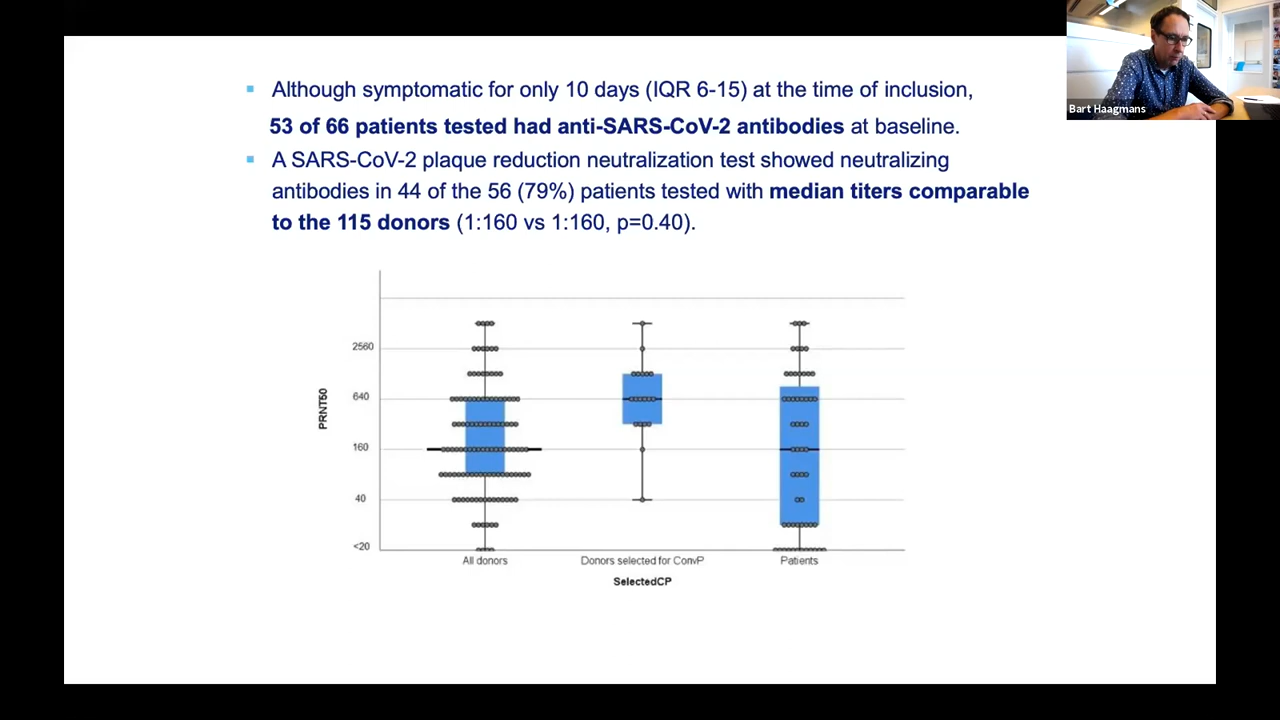 Although symptomatic for only 10 days (IQR 6-15) at the time of inclusion,
53 of 66 patients tested had anti-SARS-CoV-2 antibodies at baseline.
A SARS-CoV-2 plaque reduction neutralization test showed neutralizing
antibodies in 44 of the 56 (79%) patients tested with median titers comparable
to the 115 donors (1:160 vs 1:160, p=0.40).
Bart Haagmans
PRNT50
2560
640
160
40
<20
All donors
Donors selected for ConvP
Patients
SelectedCP